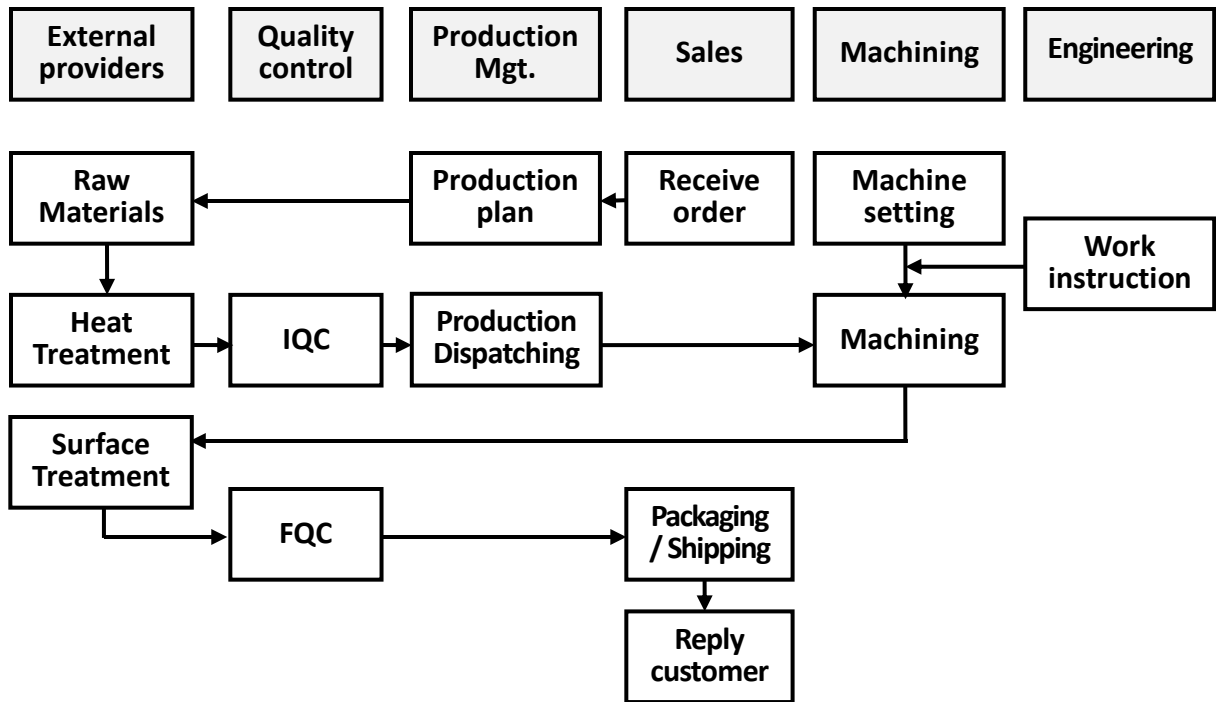 External
providers
Quality
control
Production
Mgt.
Sales
Machining
Engineering
Raw
Materials
Production
plan
Receive
order
Machine
setting
Work
instruction
Heat
Treatment
IQC
Production
Dispatching
Machining
Surface
Treatment
FQC
Packaging
/ Shipping
Reply
customer